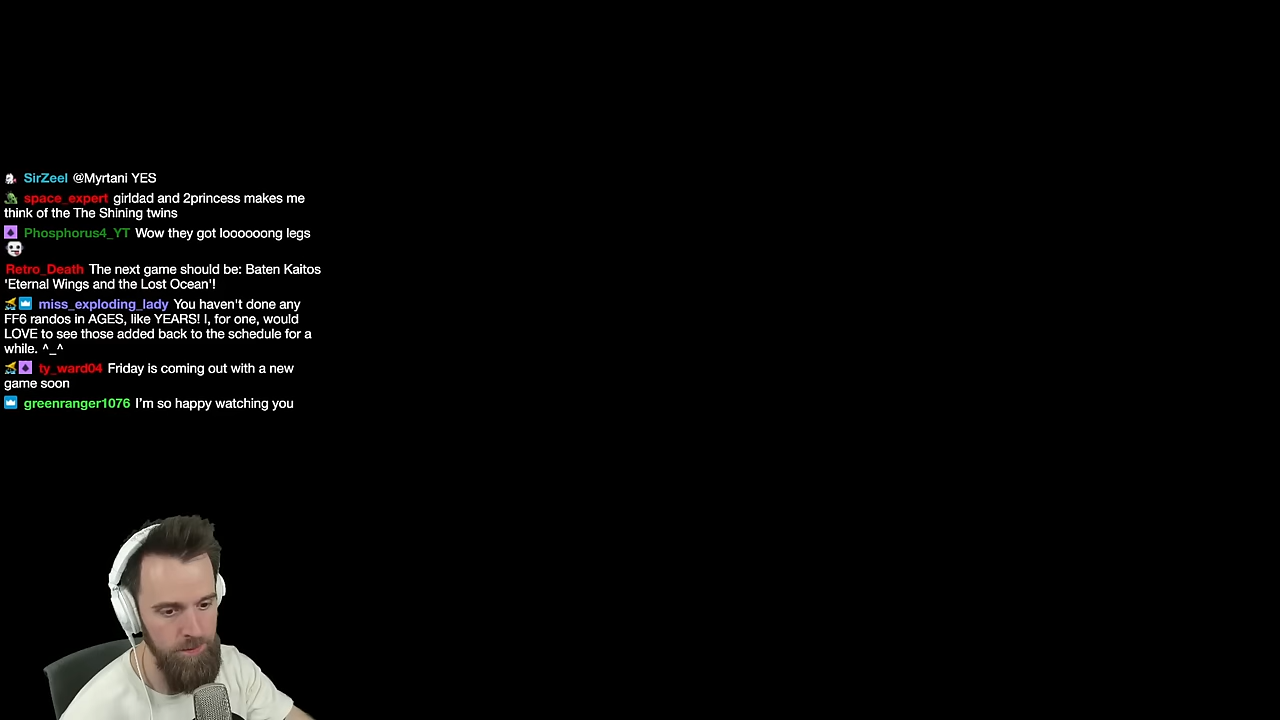 SirZeel @Myrtani YES
space_expert girldad and 2princess makes me
think of the The Shining twins
Phosphorus4_YT Wow they got loooooong legs
Retro_Death The next game should be: Baten Kaitos
'Eternal Wings and the Lost Ocean'!
miss_exploding_lady You haven't done any
FF6 randos in AGES, like YEARS! I, for one, would
LOVE to see those added back to the schedule for a
while. ^_^
ty_ward04 Friday is coming out with a new
game soon
greenranger1076 I’m so happy watching you